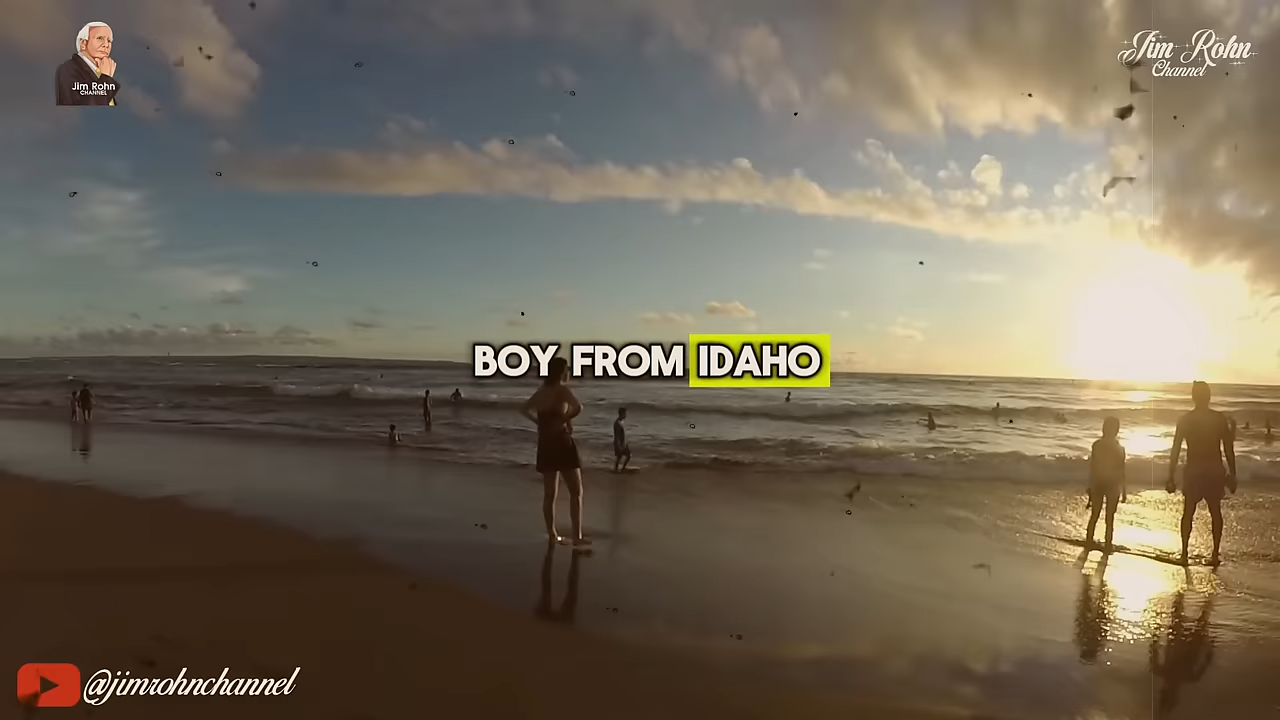 Jim Rohn
CHANNEL
Jim Rohn
Channel
BOY FROM IDAHO
@jimrohnchannel